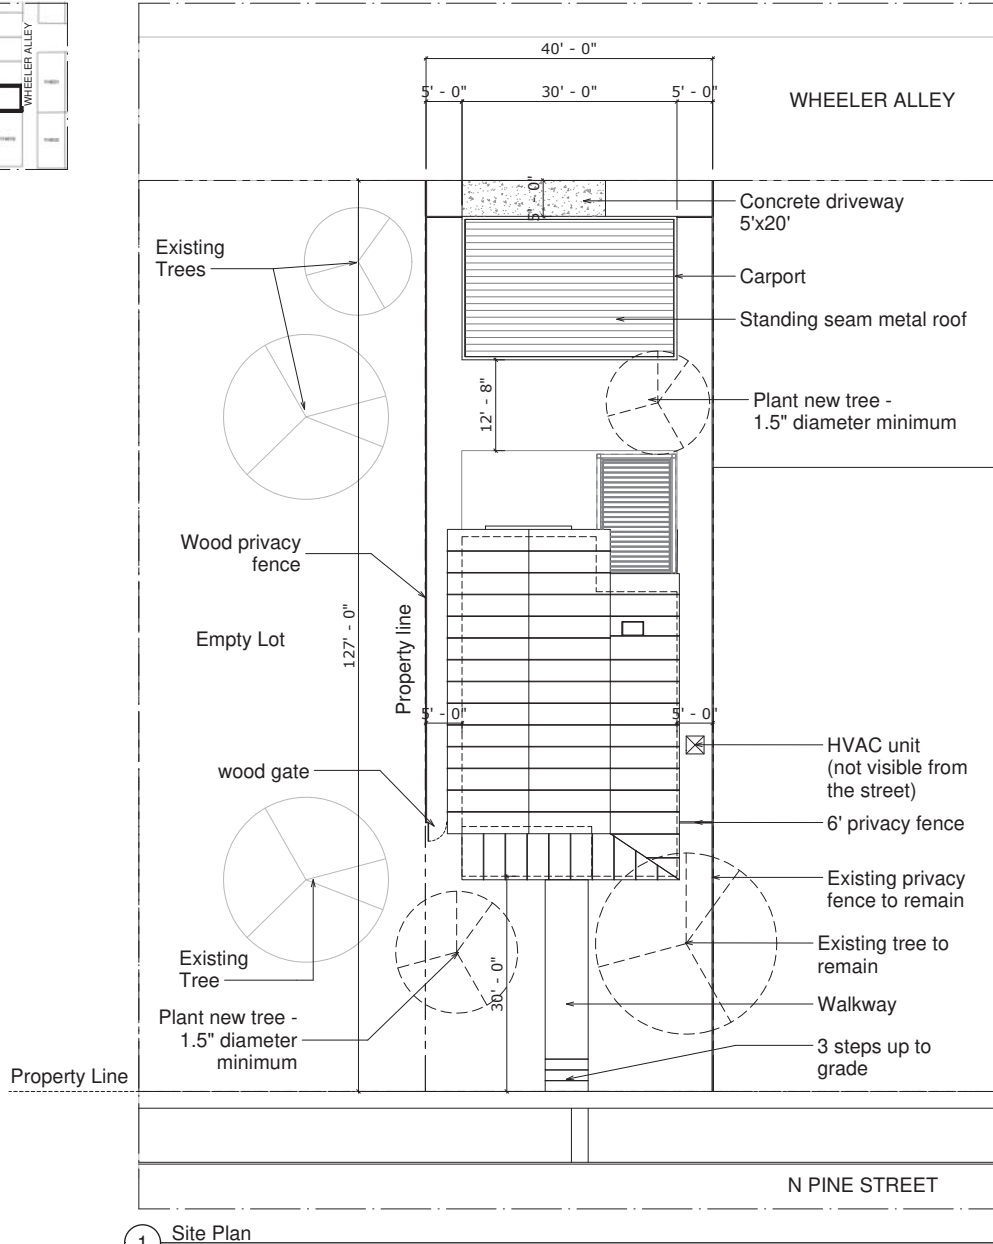 WHEELER ALLEY
40' - 0"
5' - 0"
30' - 0"
5' - 0"
WHEELER ALLEY
5' - 0"
Concrete driveway
5'x20'
Existing
Trees
Carport
Standing seam metal roof
12' - 8"
Plant new tree -
1.5" diameter minimum
Wood privacy
fence
127' - 0"
Empty Lot
Property line
5' - 0"
5' - 0"
HVAC unit
(not visible from
the street)
wood gate
6' privacy fence
Existing privacy
fence to remain
Existing tree to
remain
Existing
Tree
30' - 0"
Walkway
Plant new tree -
1.5" diameter
minimum
3 steps up to
grade
Property Line
N PINE STREET
1
Site Plan